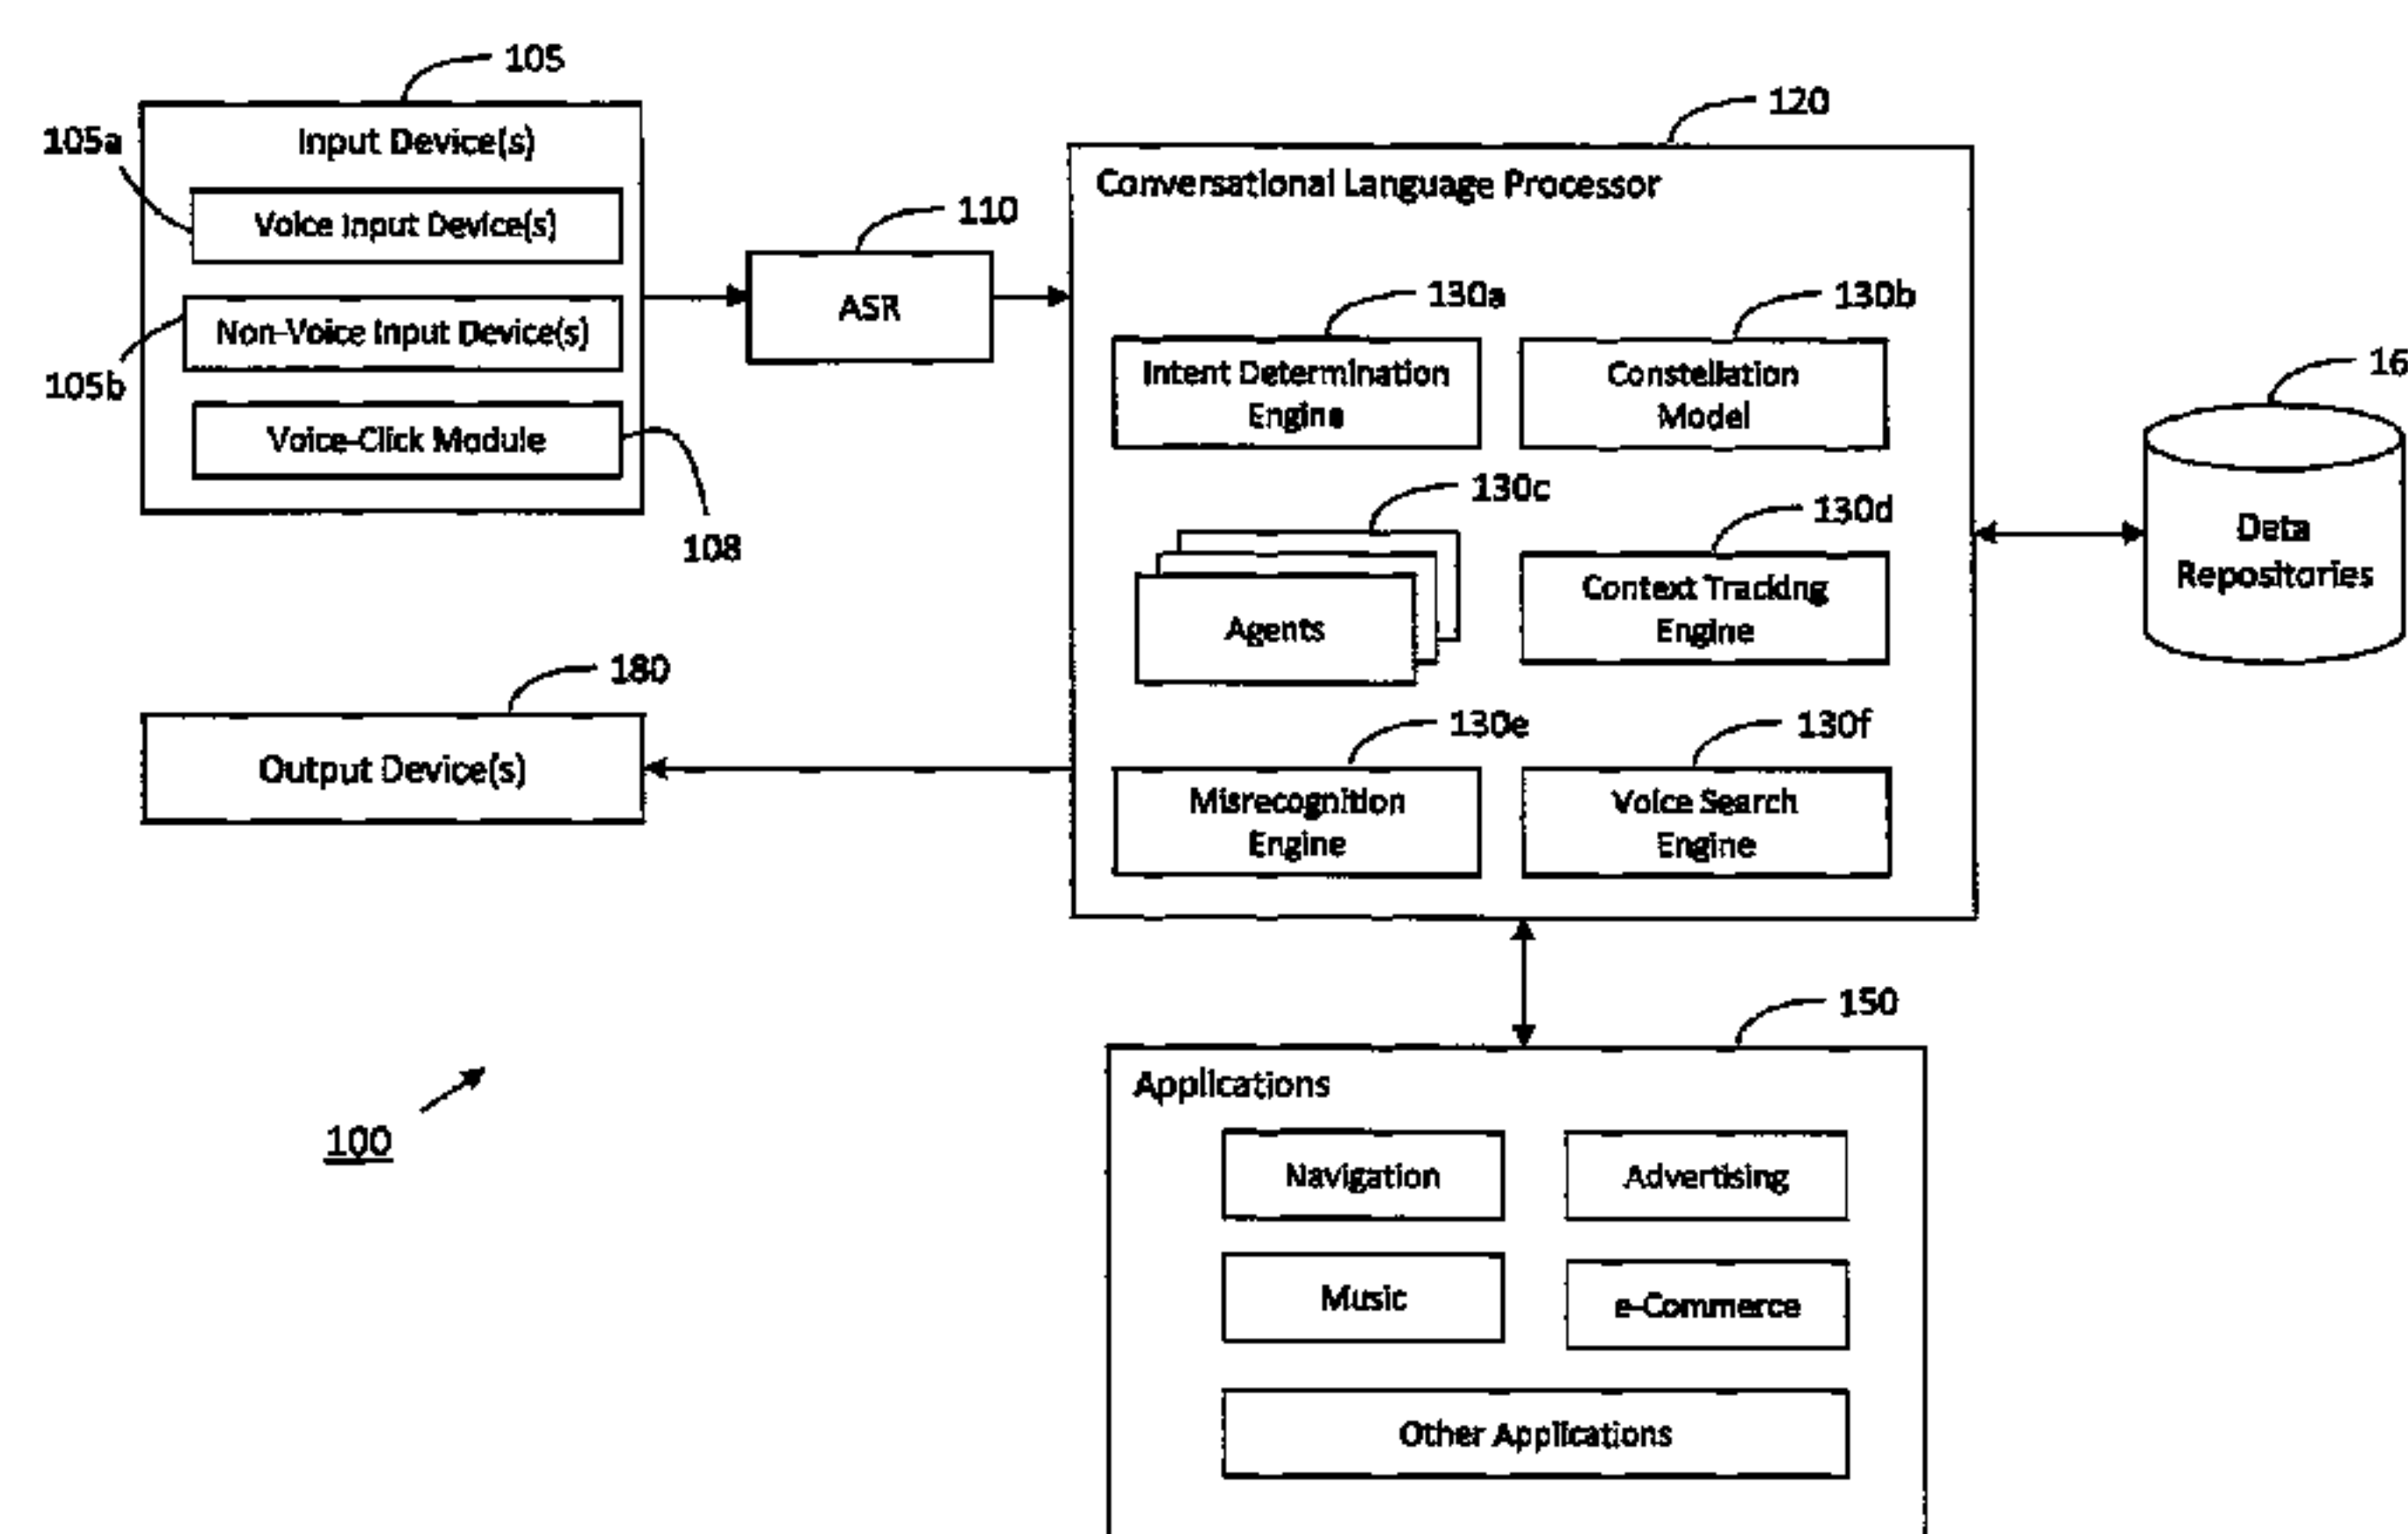 105
Input Device(s)
105a
Voice Input Device(s)
Non-Voice Input Device(s)
105b
Voice-Click Module
108
110
ASR
120
Conversational Language Processor
130a
Intent Determination
Engine
130b
Constellation
Model
130c
Agents
130d
Context Tracking
Engine
130e
Misrecognition
Engine
130f
Voice Search
Engine
16
Data
Repositories
180
Output Device(s)
150
Applications
Navigation
Advertising
Music
e-Commerce
Other Applications
100